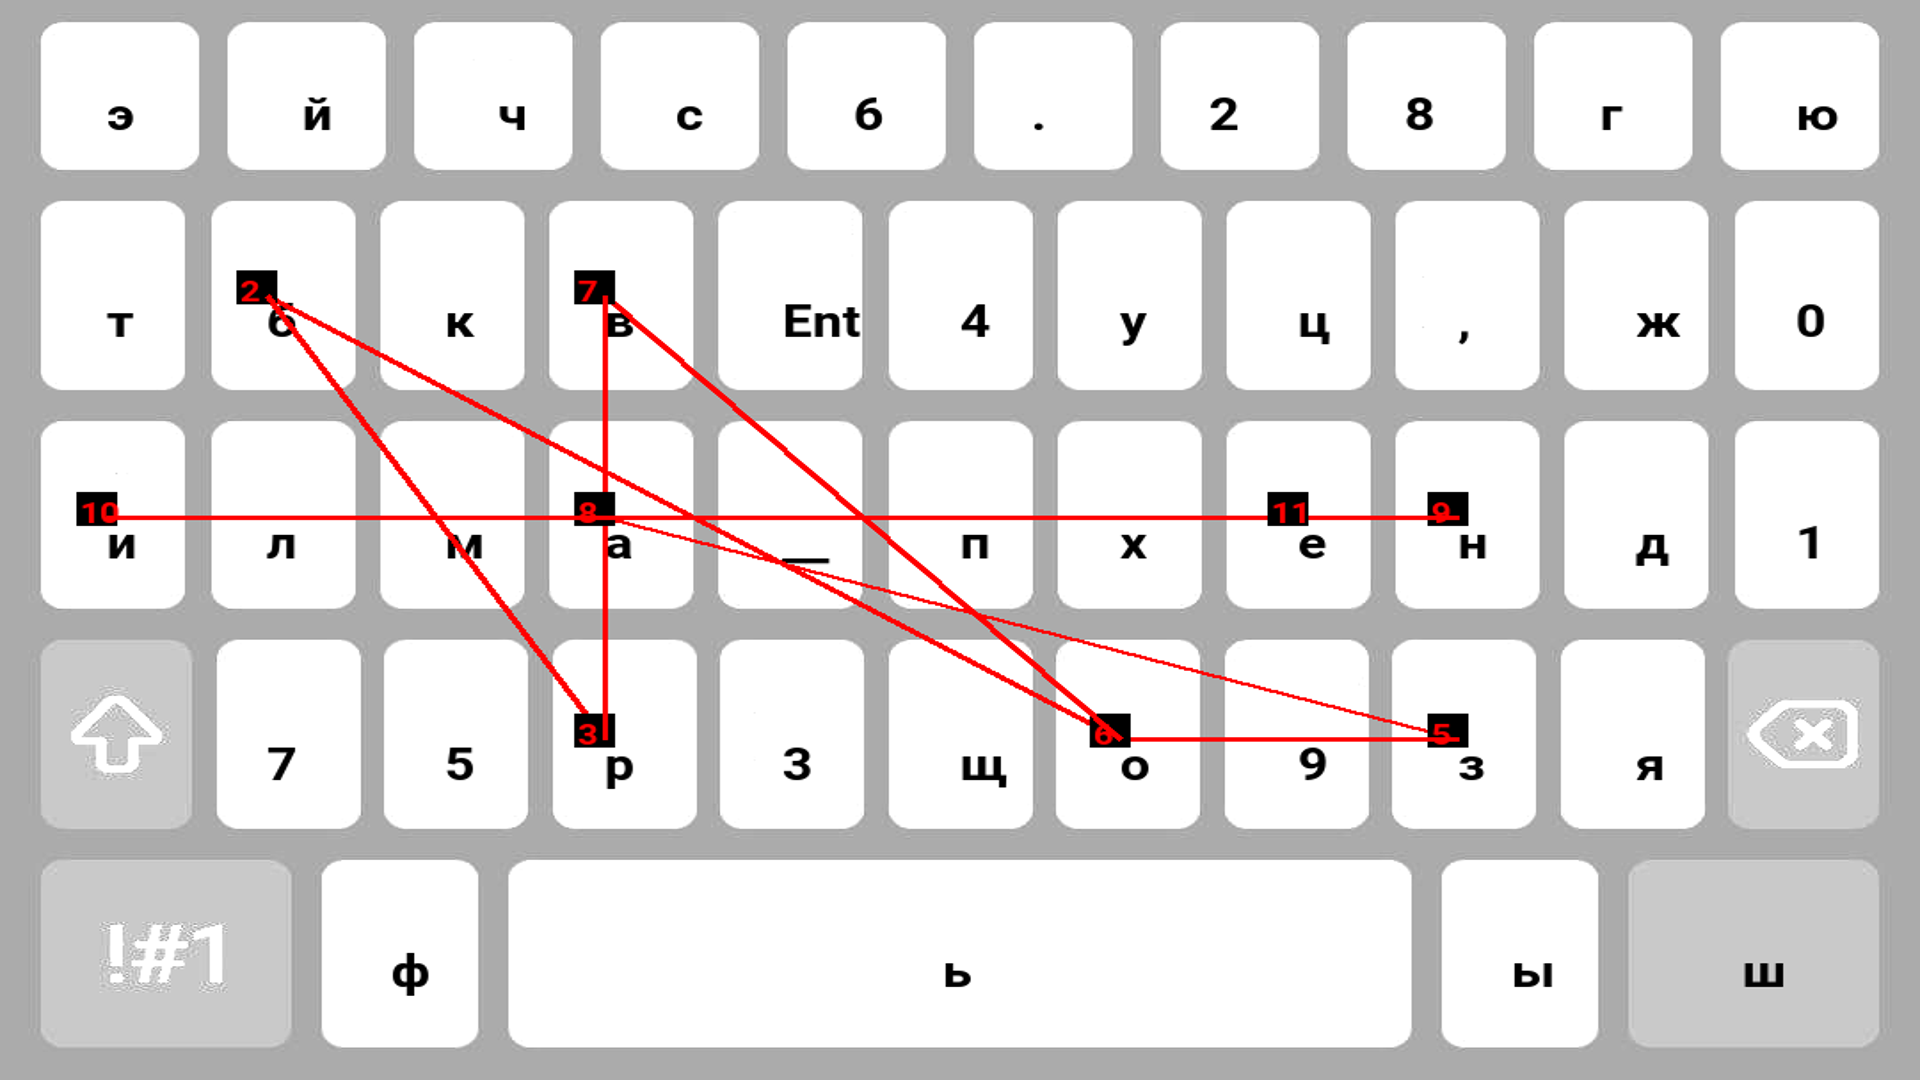 э й ч с 6 . 2 8 г ю
2 7
т б к в Ent 4 у ц , ж 0
10 8 11 9
и л м а _ п х е н д 1
3 6 5
7 5 р 3 щ о 9 з я
!#1 ф ь ы ш